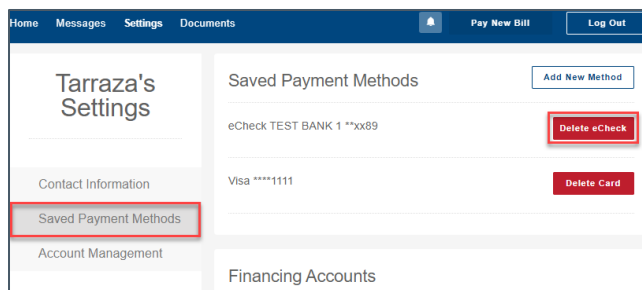 Home Messages Settings Documents Pay New Bill Log Out
Tarraza's
Settings
Contact Information
Saved Payment Methods
Account Management
Saved Payment Methods Add New Method
eCheck TEST BANK 1 **xx89 Delete eCheck
Visa ****1111 Delete Card
Financing Accounts